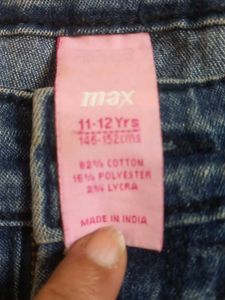 max
11-12 Yrs
146-152cms
82% COTTON
16% POLYESTER
2% LYCRA
MADE IN INDIA